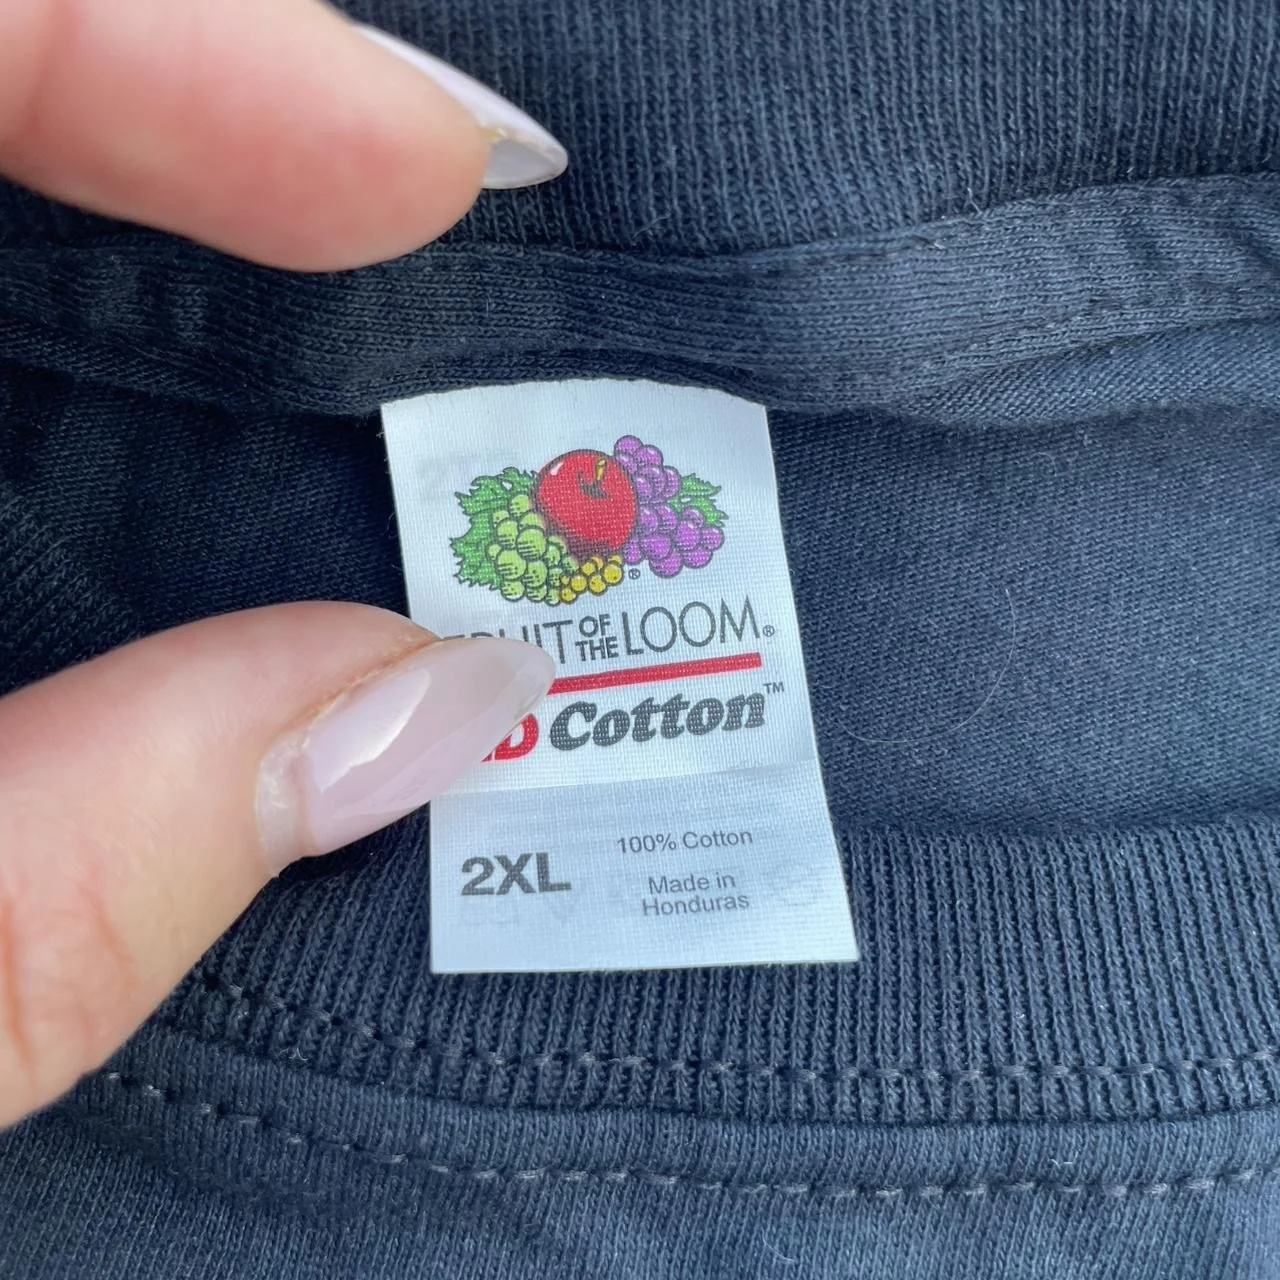 FRUIT OF THE LOOM®
Cotton™
2XL
100% Cotton
Made in
Honduras